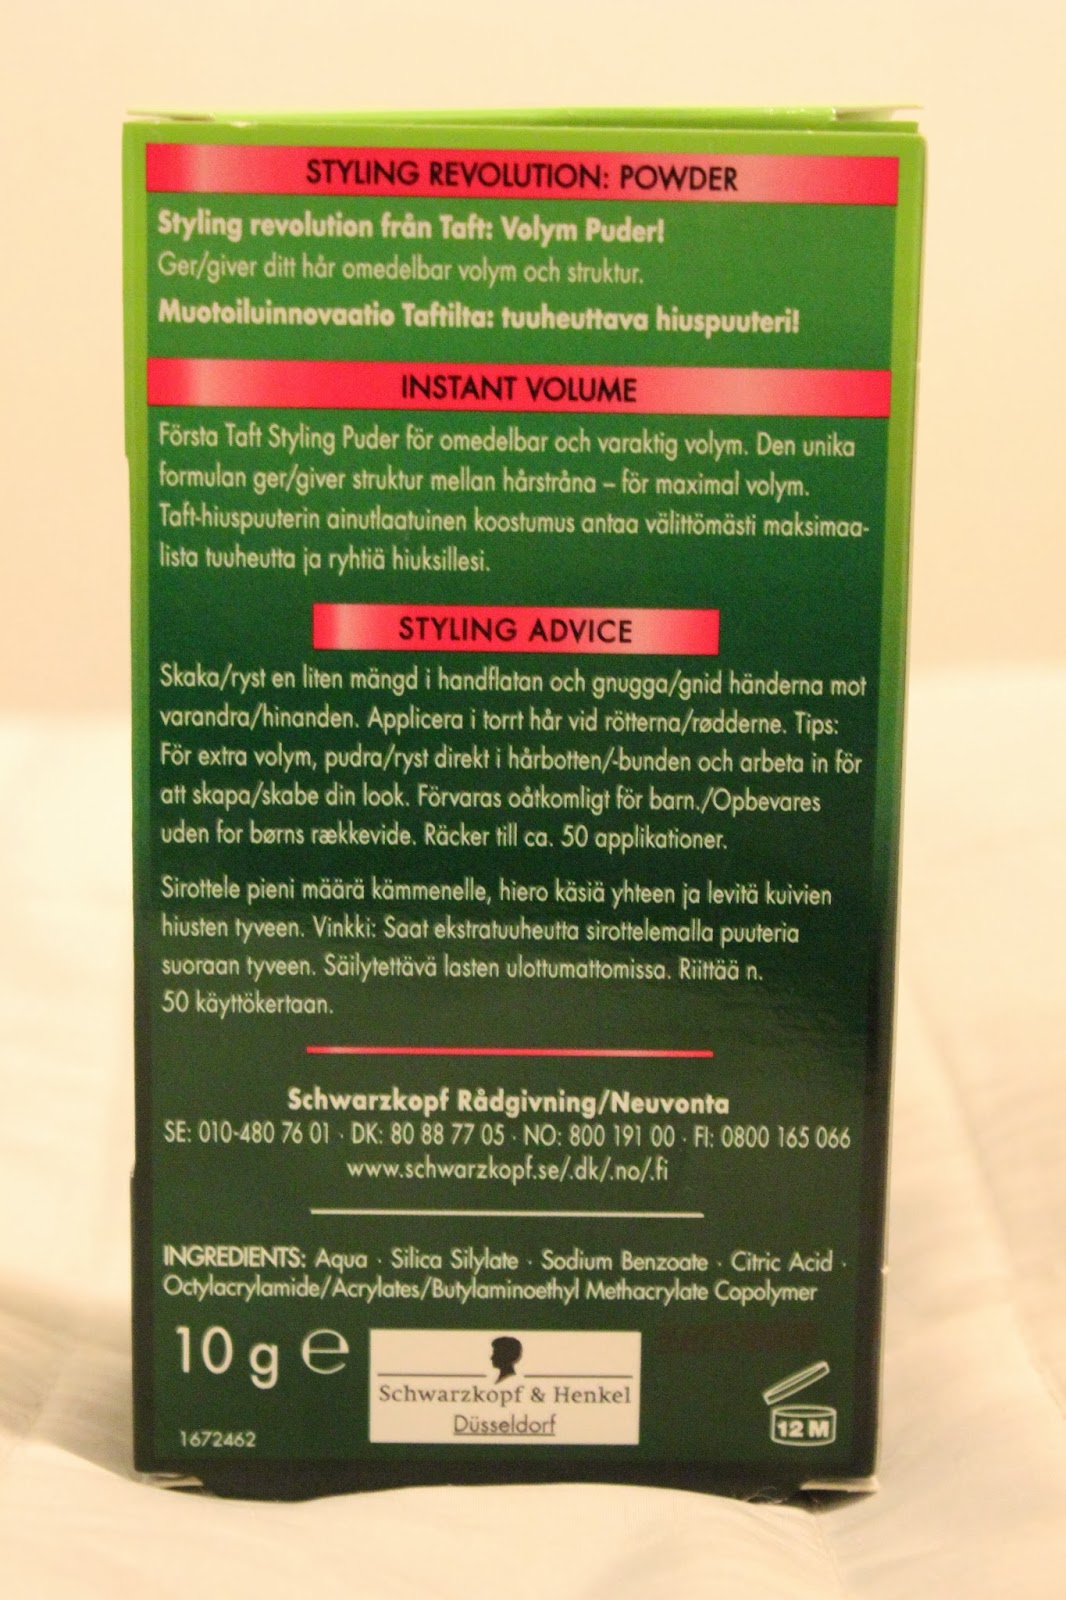 STYLING REVOLUTION: POWDER
Styling revolution från Taft: Volym Puder!
Ger/giver ditt hår omedelbar volym och struktur.
Muotoiluinnovaatio Taftilta: tuuheuttava hiuspuuteri!
INSTANT VOLUME
Första Taft Styling Puder för omedelbar och varaktig volym. Den unika
formulan ger/giver struktur mellan hårstråna – för maximal volym.
Taft-hiuspuuterin ainutlaatuinen koostumus antaa välittömästi maksimaa-
lista tuuheutta ja ryhtiä hiuksillesi.
STYLING ADVICE
Skaka/ryst en liten mängd i handflatan och gnugga/gnid händerna mot
varandra/hinanden. Applicera i torrt hår vid rötterna/rødderne. Tips:
För extra volym, pudra/ryst direkt i hårbotten/-bunden och arbeta in för
att skapa/skabe din look. Förvaras oåtkomligt för barn./Opbevares
uden for børns rækkevide. Räcker till ca. 50 applikationer.
Sirottele pieni määrä kämmenelle, hiero käsiä yhteen ja levitä kuivien
hiusten tyveen. Vinkki: Saat ekstratuuheutta sirottelemalla puuteria
suoraan tyveen. Säilytettävä lasten ulottumattomissa. Riittää n.
50 käyttökertaan.
Schwarzkopf Rådgivning/Neuvonta
SE: 010-480 76 01 · DK: 80 88 77 05 · NO: 800 191 00 · FI: 0800 165 066
www.schwarzkopf.se/.dk/.no/.fi
INGREDIENTS: Aqua · Silica Silylate · Sodium Benzoate · Citric Acid ·
Octylacrylamide/Acrylates/Butylaminoethyl Methacrylate Copolymer
10 g ℮
Schwarzkopf & Henkel
Düsseldorf
12 M
1672462